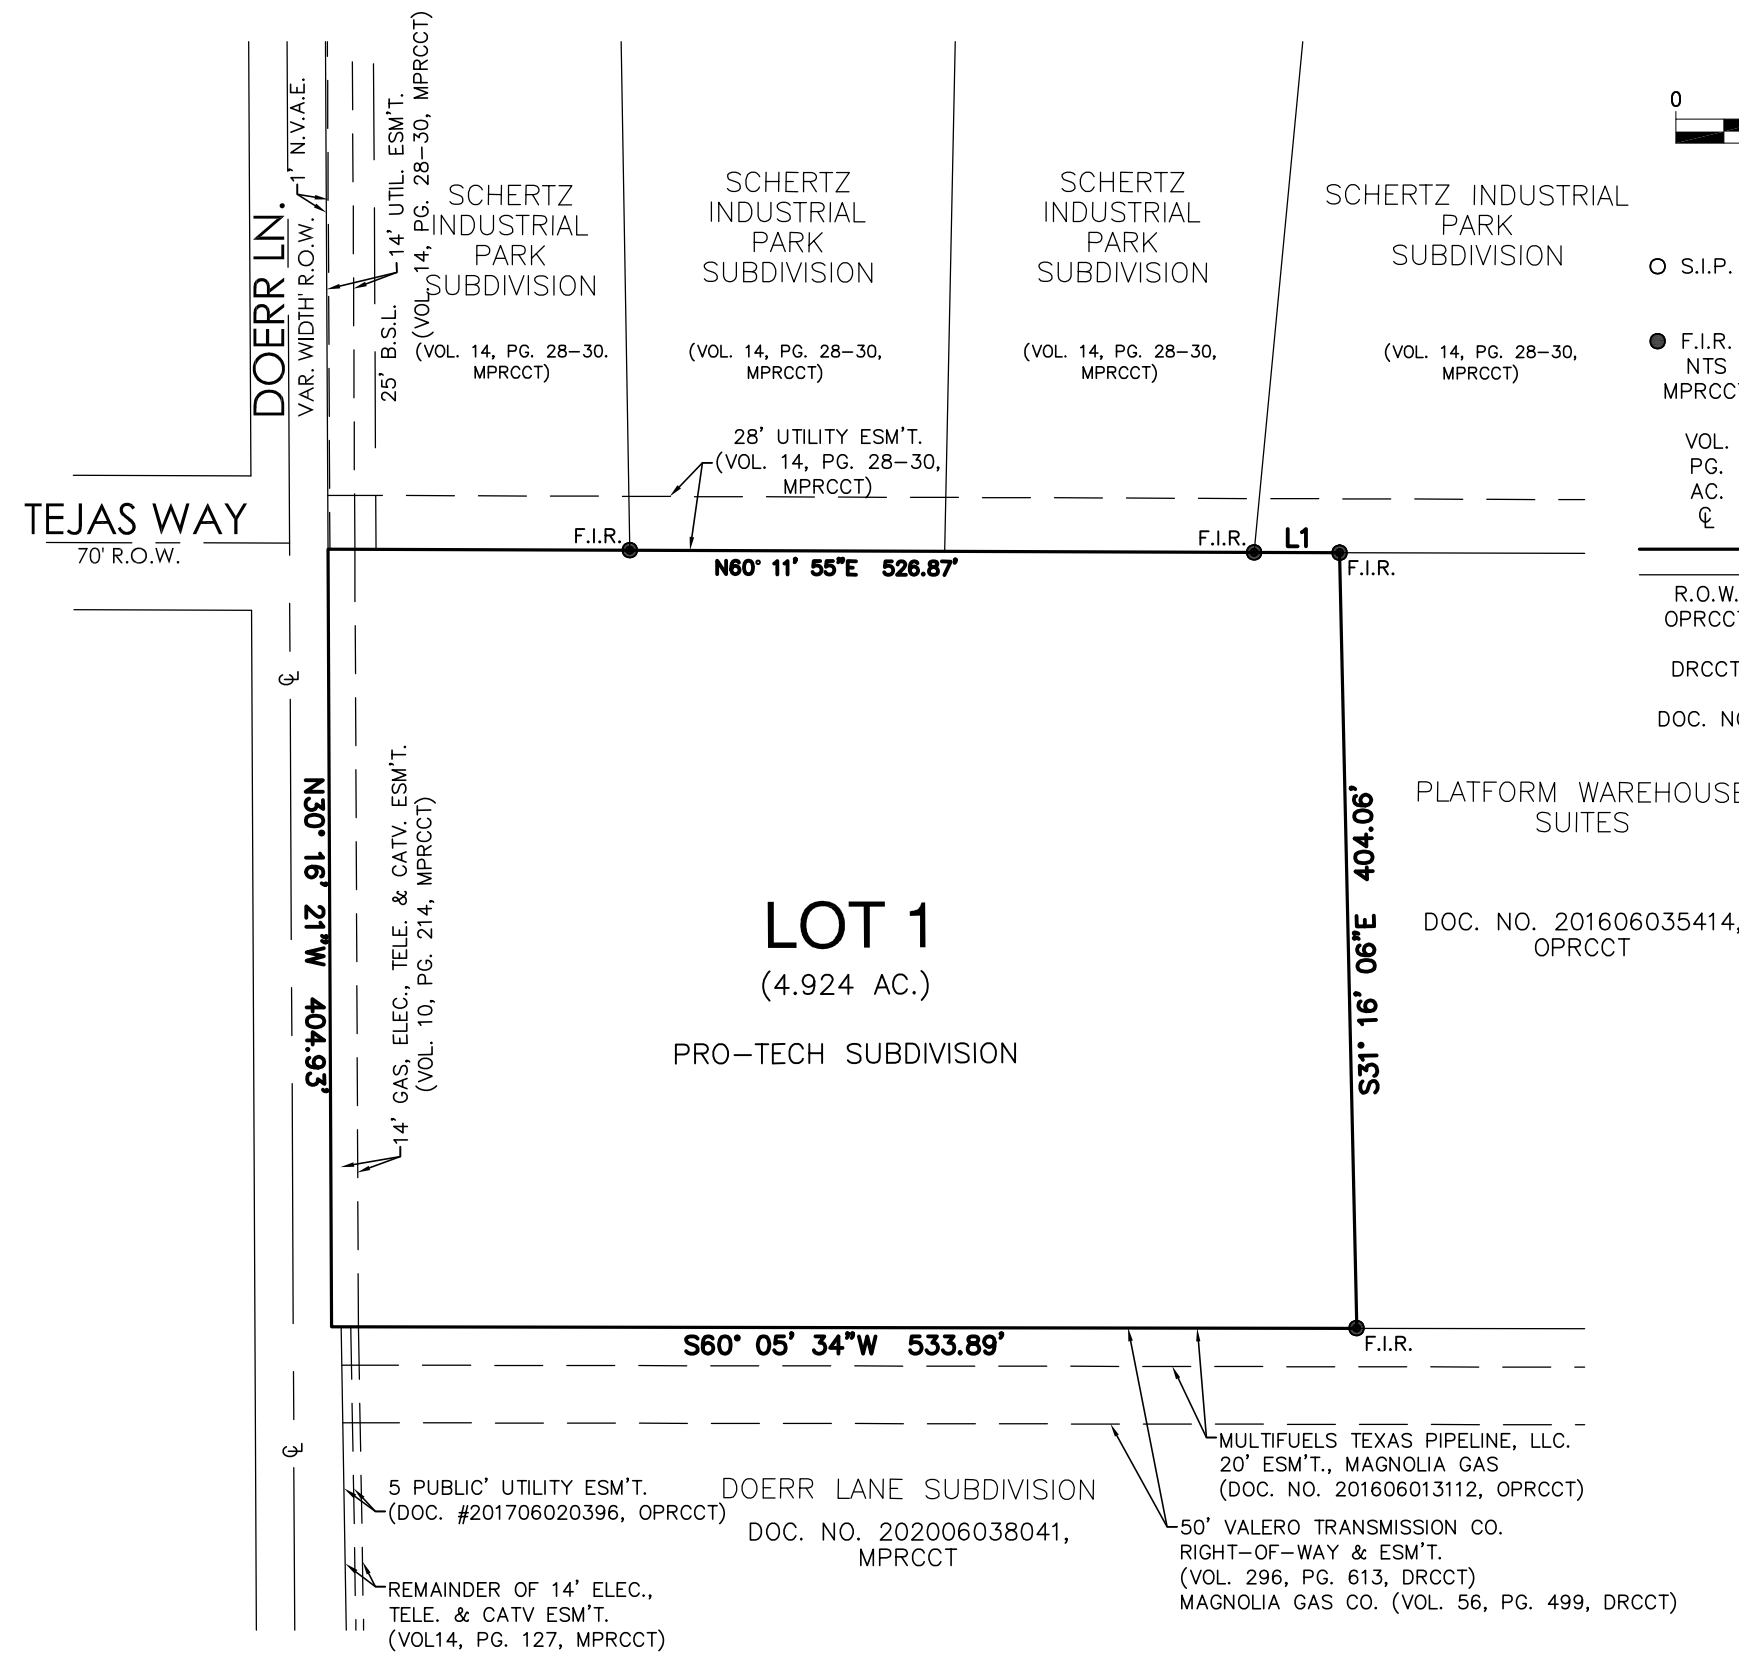 DOERR LN.
VAR. WIDTH' R.O.W.
1' N.V.A.E.
14' UTIL. ESM'T.
(VOL. 14, PG. 28-30, MPRCCT)
25' B.S.L.
SCHERTZ
INDUSTRIAL
PARK
SUBDIVISION
(VOL. 14, PG. 28-30.
MPRCCT)
SCHERTZ
INDUSTRIAL
PARK
SUBDIVISION
(VOL. 14, PG. 28-30,
MPRCCT)
SCHERTZ
INDUSTRIAL
PARK
SUBDIVISION
(VOL. 14, PG. 28-30,
MPRCCT)
SCHERTZ INDUSTRIAL
PARK
SUBDIVISION
(VOL. 14, PG. 28-30,
MPRCCT)
0
S.I.P.
F.I.R.
NTS
MPRCCT
VOL.
PG.
AC.
℄
R.O.W.
OPRCCT
DRCCT
DOC. NO
28' UTILITY ESM'T.
(VOL. 14, PG. 28-30,
MPRCCT)
TEJAS WAY
70' R.O.W.
F.I.R.
F.I.R.
L1
F.I.R.
N60° 11' 55"E 526.87'
℄
N30° 16' 21"W 404.93'
14' GAS, ELEC., TELE. & CATV. ESM'T.
(VOL. 10, PG. 214, MPRCCT)
LOT 1
(4.924 AC.)
PRO-TECH SUBDIVISION
S31° 16' 06"E 404.06'
PLATFORM WAREHOUSE
SUITES
DOC. NO. 201606035414,
OPRCCT
S60° 05' 34"W 533.89'
F.I.R.
℄
5 PUBLIC' UTILITY ESM'T.
(DOC. #201706020396, OPRCCT)
REMAINDER OF 14' ELEC.,
TELE. & CATV ESM'T.
(VOL14, PG. 127, MPRCCT)
DOERR LANE SUBDIVISION
DOC. NO. 202006038041,
MPRCCT
MULTIFUELS TEXAS PIPELINE, LLC.
20' ESM'T., MAGNOLIA GAS
(DOC. NO. 201606013112, OPRCCT)
50' VALERO TRANSMISSION CO.
RIGHT-OF-WAY & ESM'T.
(VOL. 296, PG. 613, DRCCT)
MAGNOLIA GAS CO. (VOL. 56, PG. 499, DRCCT)